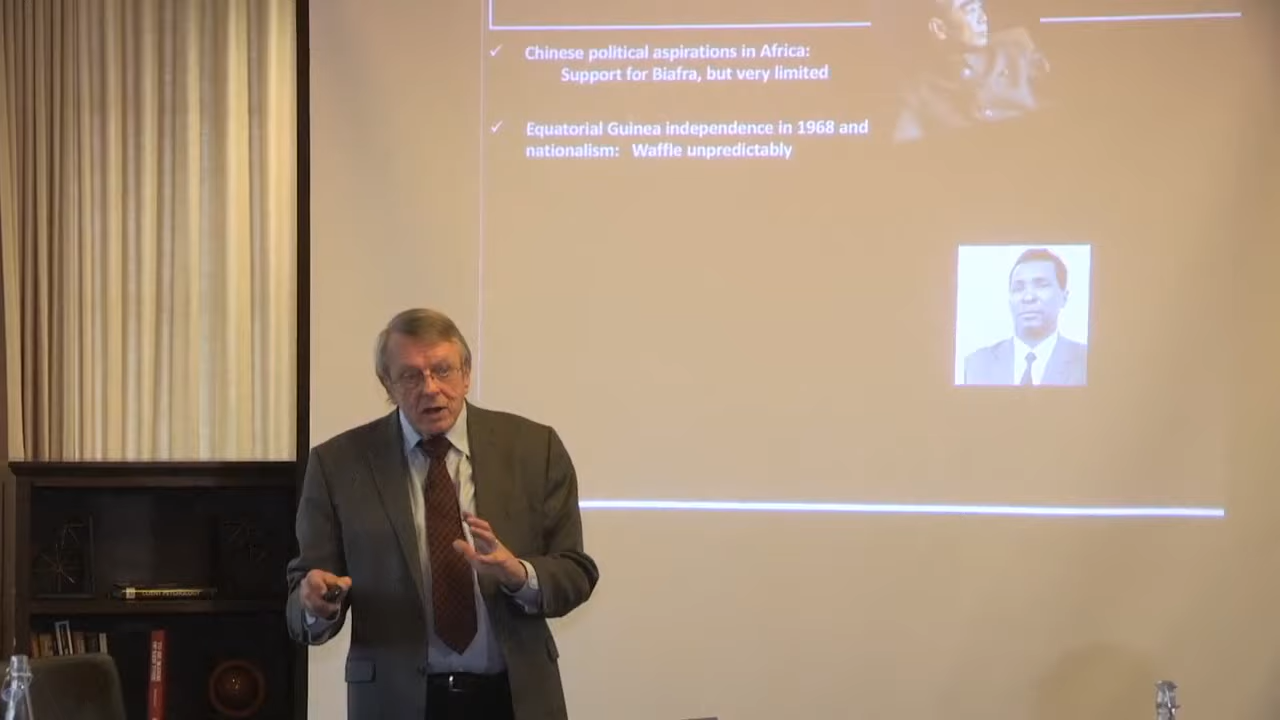 ✓ Chinese political aspirations in Africa:
Support for Biafra, but very limited
✓ Equatorial Guinea independence in 1968 and
nationalism: Waffle unpredictably